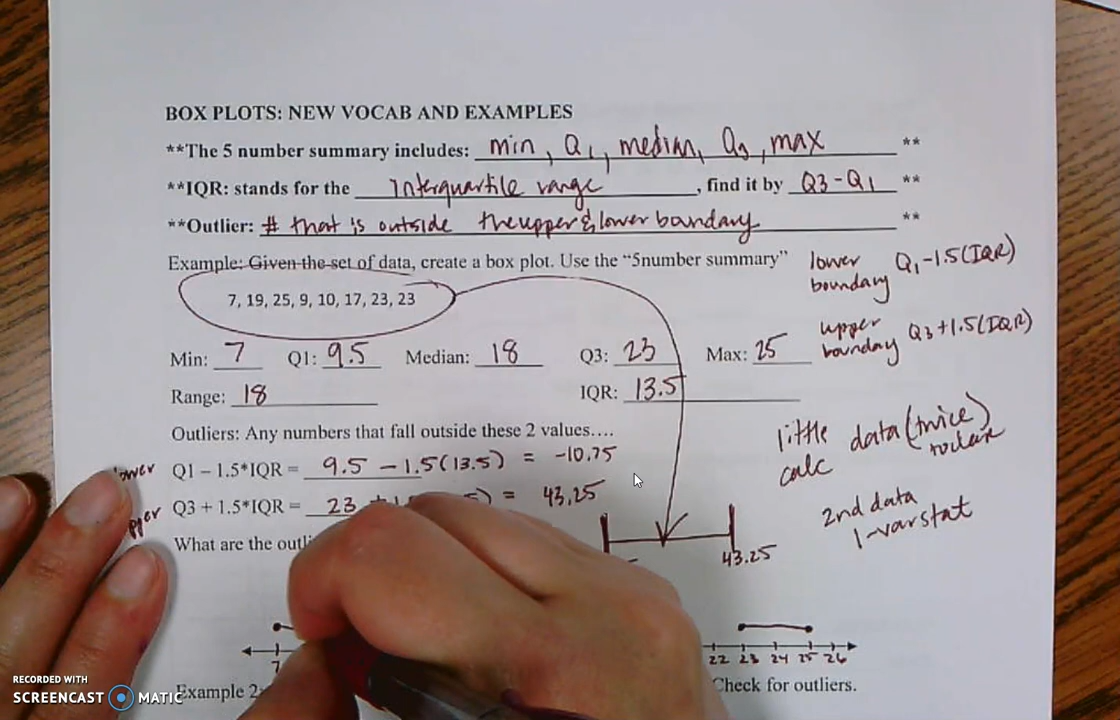 BOX PLOTS: NEW VOCAB AND EXAMPLES
**The 5 number summary includes: min, Q1, median, Q3, max **
**IQR: stands for the interquartile range, find it by Q3-Q1 **
**Outlier: # that is outside the upper & lower boundary **
Example: Given the set of data, create a box plot. Use the “5number summary”
lower boundary Q1-1.5(IQR)
7, 19, 25, 9, 10, 17, 23, 23
upper boundary Q3+1.5(IQR)
Min: 7 Q1: 9.5 Median: 18 Q3: 23 Max: 25
Range: 18 IQR: 13.5
Outliers: Any numbers that fall outside these 2 values….
little data (twice)
calc
lower Q1 – 1.5*IQR = 9.5 - 1.5(13.5) = -10.75
Q3 + 1.5*IQR = 23 = 43.25
2nd data
1-var stat
What are the
43.25
7 22 23 24 25 26
Example 2 Check for outliers.
RECORDED WITH
SCREENCAST MATIC